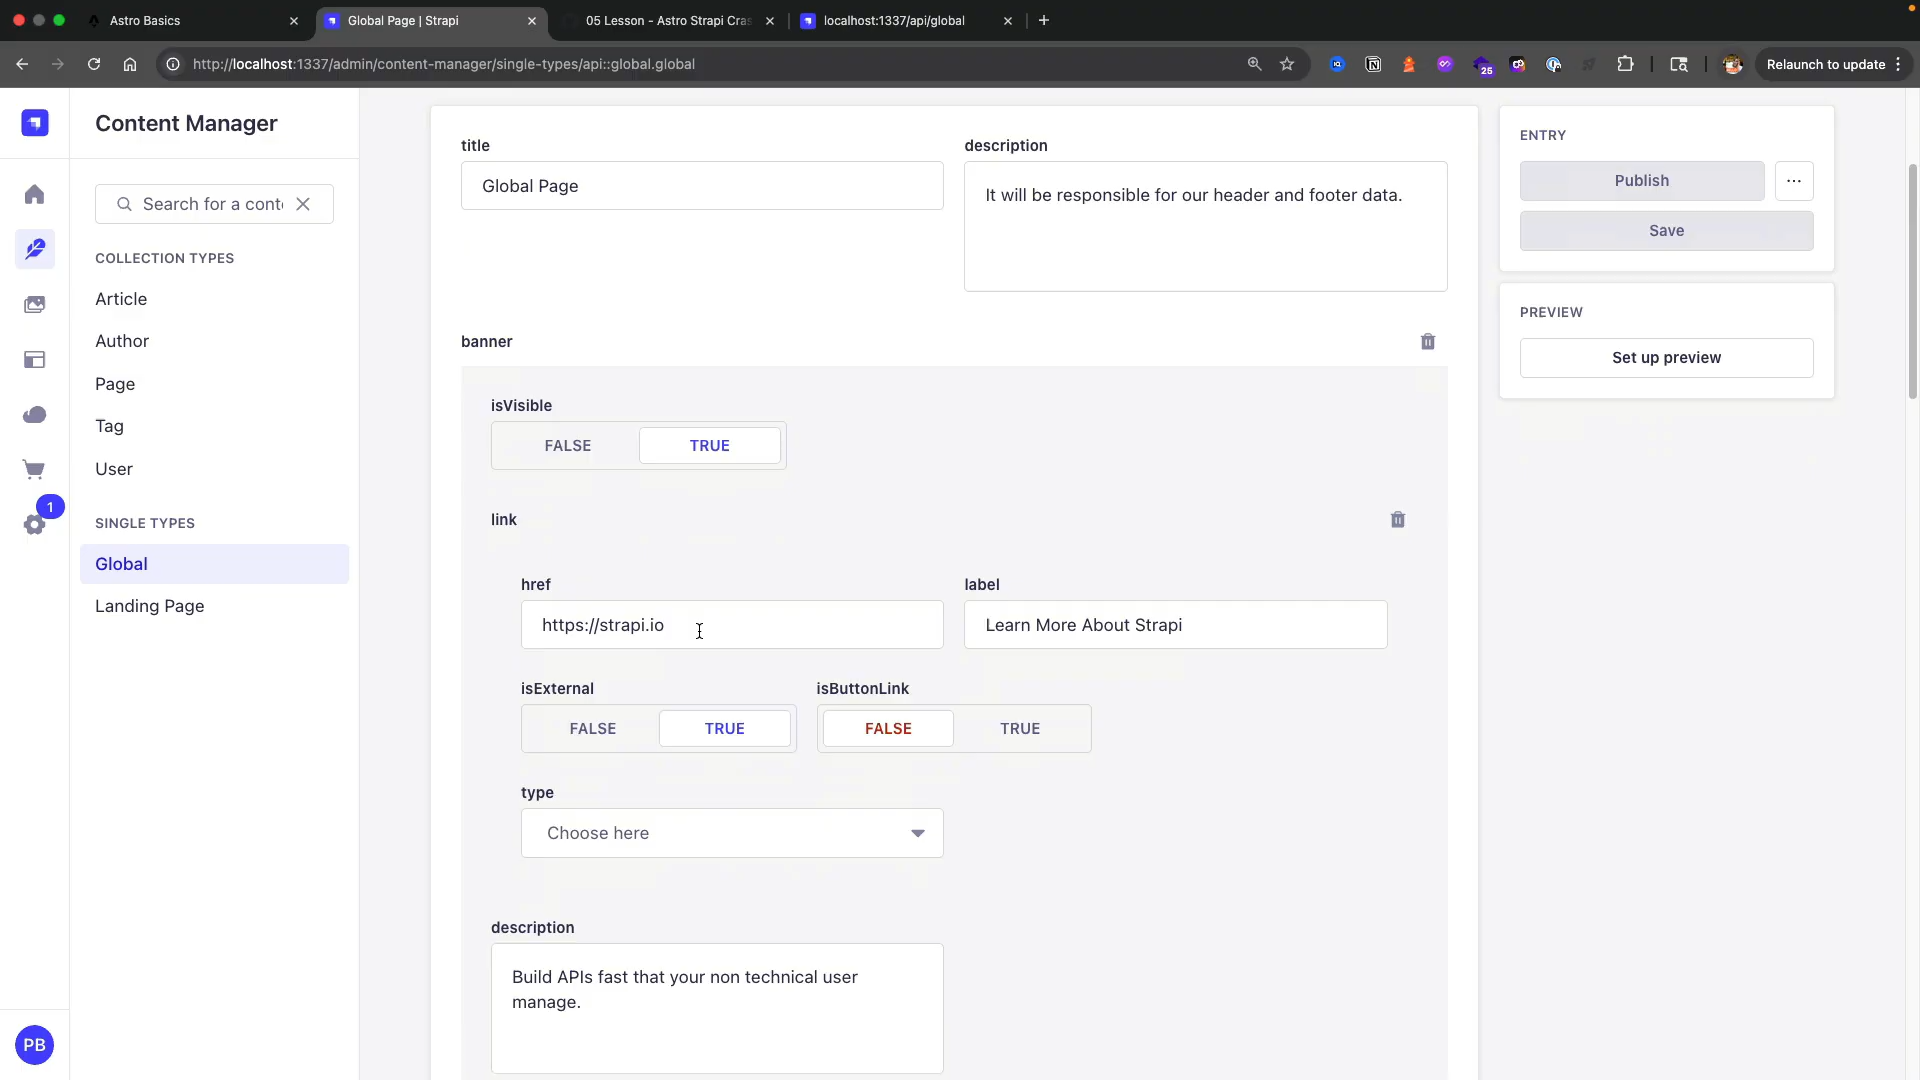 Astro Basics
Global Page | Strapi
05 Lesson - Astro Strapi Cras
localhost:1337/api/global
http://localhost:1337/admin/content-manager/single-types/api::global.global
25
Relaunch to update
Content Manager
Search for a conte
COLLECTION TYPES
Article
Author
Page
Tag
User
SINGLE TYPES
Global
Landing Page
1
PB
title
Global Page
description
It will be responsible for our header and footer data.
banner
isVisible
FALSE
TRUE
link
href
https://strapi.io
label
Learn More About Strapi
isExternal
FALSE
TRUE
isButtonLink
FALSE
TRUE
type
Choose here
description
Build APIs fast that your non technical user
manage.
ENTRY
Publish
Save
PREVIEW
Set up preview